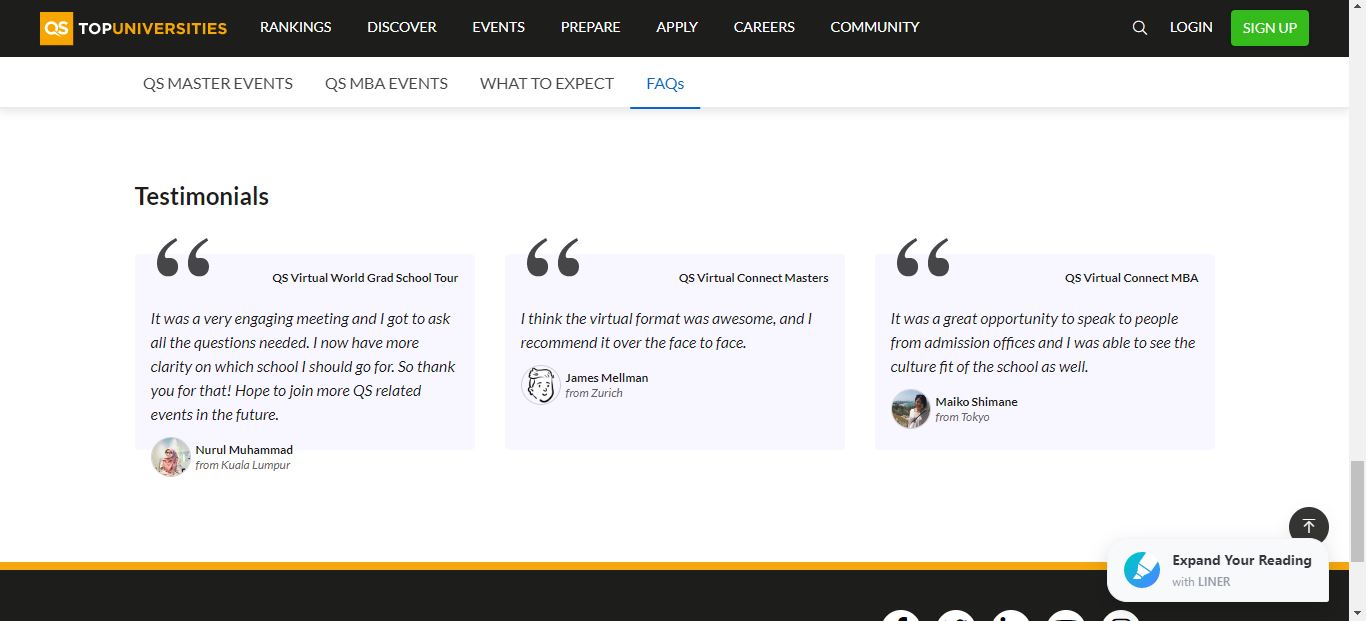 QS TOPUNIVERSITIES RANKINGS DISCOVER EVENTS PREPARE APPLY CAREERS COMMUNITY LOGIN SIGN UP
QS MASTER EVENTS QS MBA EVENTS WHAT TO EXPECT FAQs
Testimonials
“
QS Virtual World Grad School Tour
It was a very engaging meeting and I got to ask
all the questions needed. I now have more
clarity on which school I should go for. So thank
you for that! Hope to join more QS related
events in the future.
Nurul Muhammad
from Kuala Lumpur
“
QS Virtual Connect Masters
I think the virtual format was awesome, and I
recommend it over the face to face.
James Mellman
from Zurich
“
QS Virtual Connect MBA
It was a great opportunity to speak to people
from admission offices and I was able to see the
culture fit of the school as well.
Maiko Shimane
from Tokyo
Expand Your Reading
with LINER